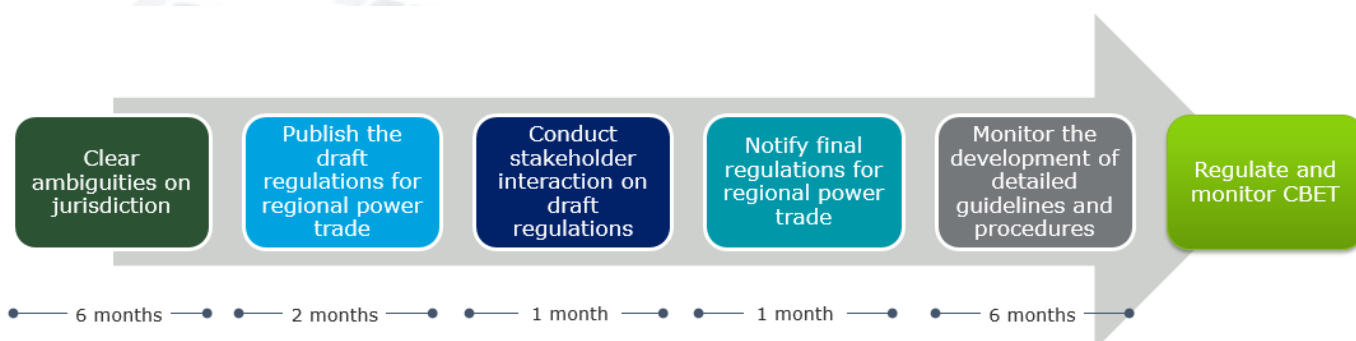 Clear
ambiguities on
jurisdiction
Publish the
draft
regulations for
regional power
trade
Conduct
stakeholder
interaction on
draft
regulations
Notify final
regulations for
regional power
trade
Monitor the
development of
detailed
guidelines and
procedures
Regulate and
monitor CBET
6 months
2 months
1 month
1 month
6 months